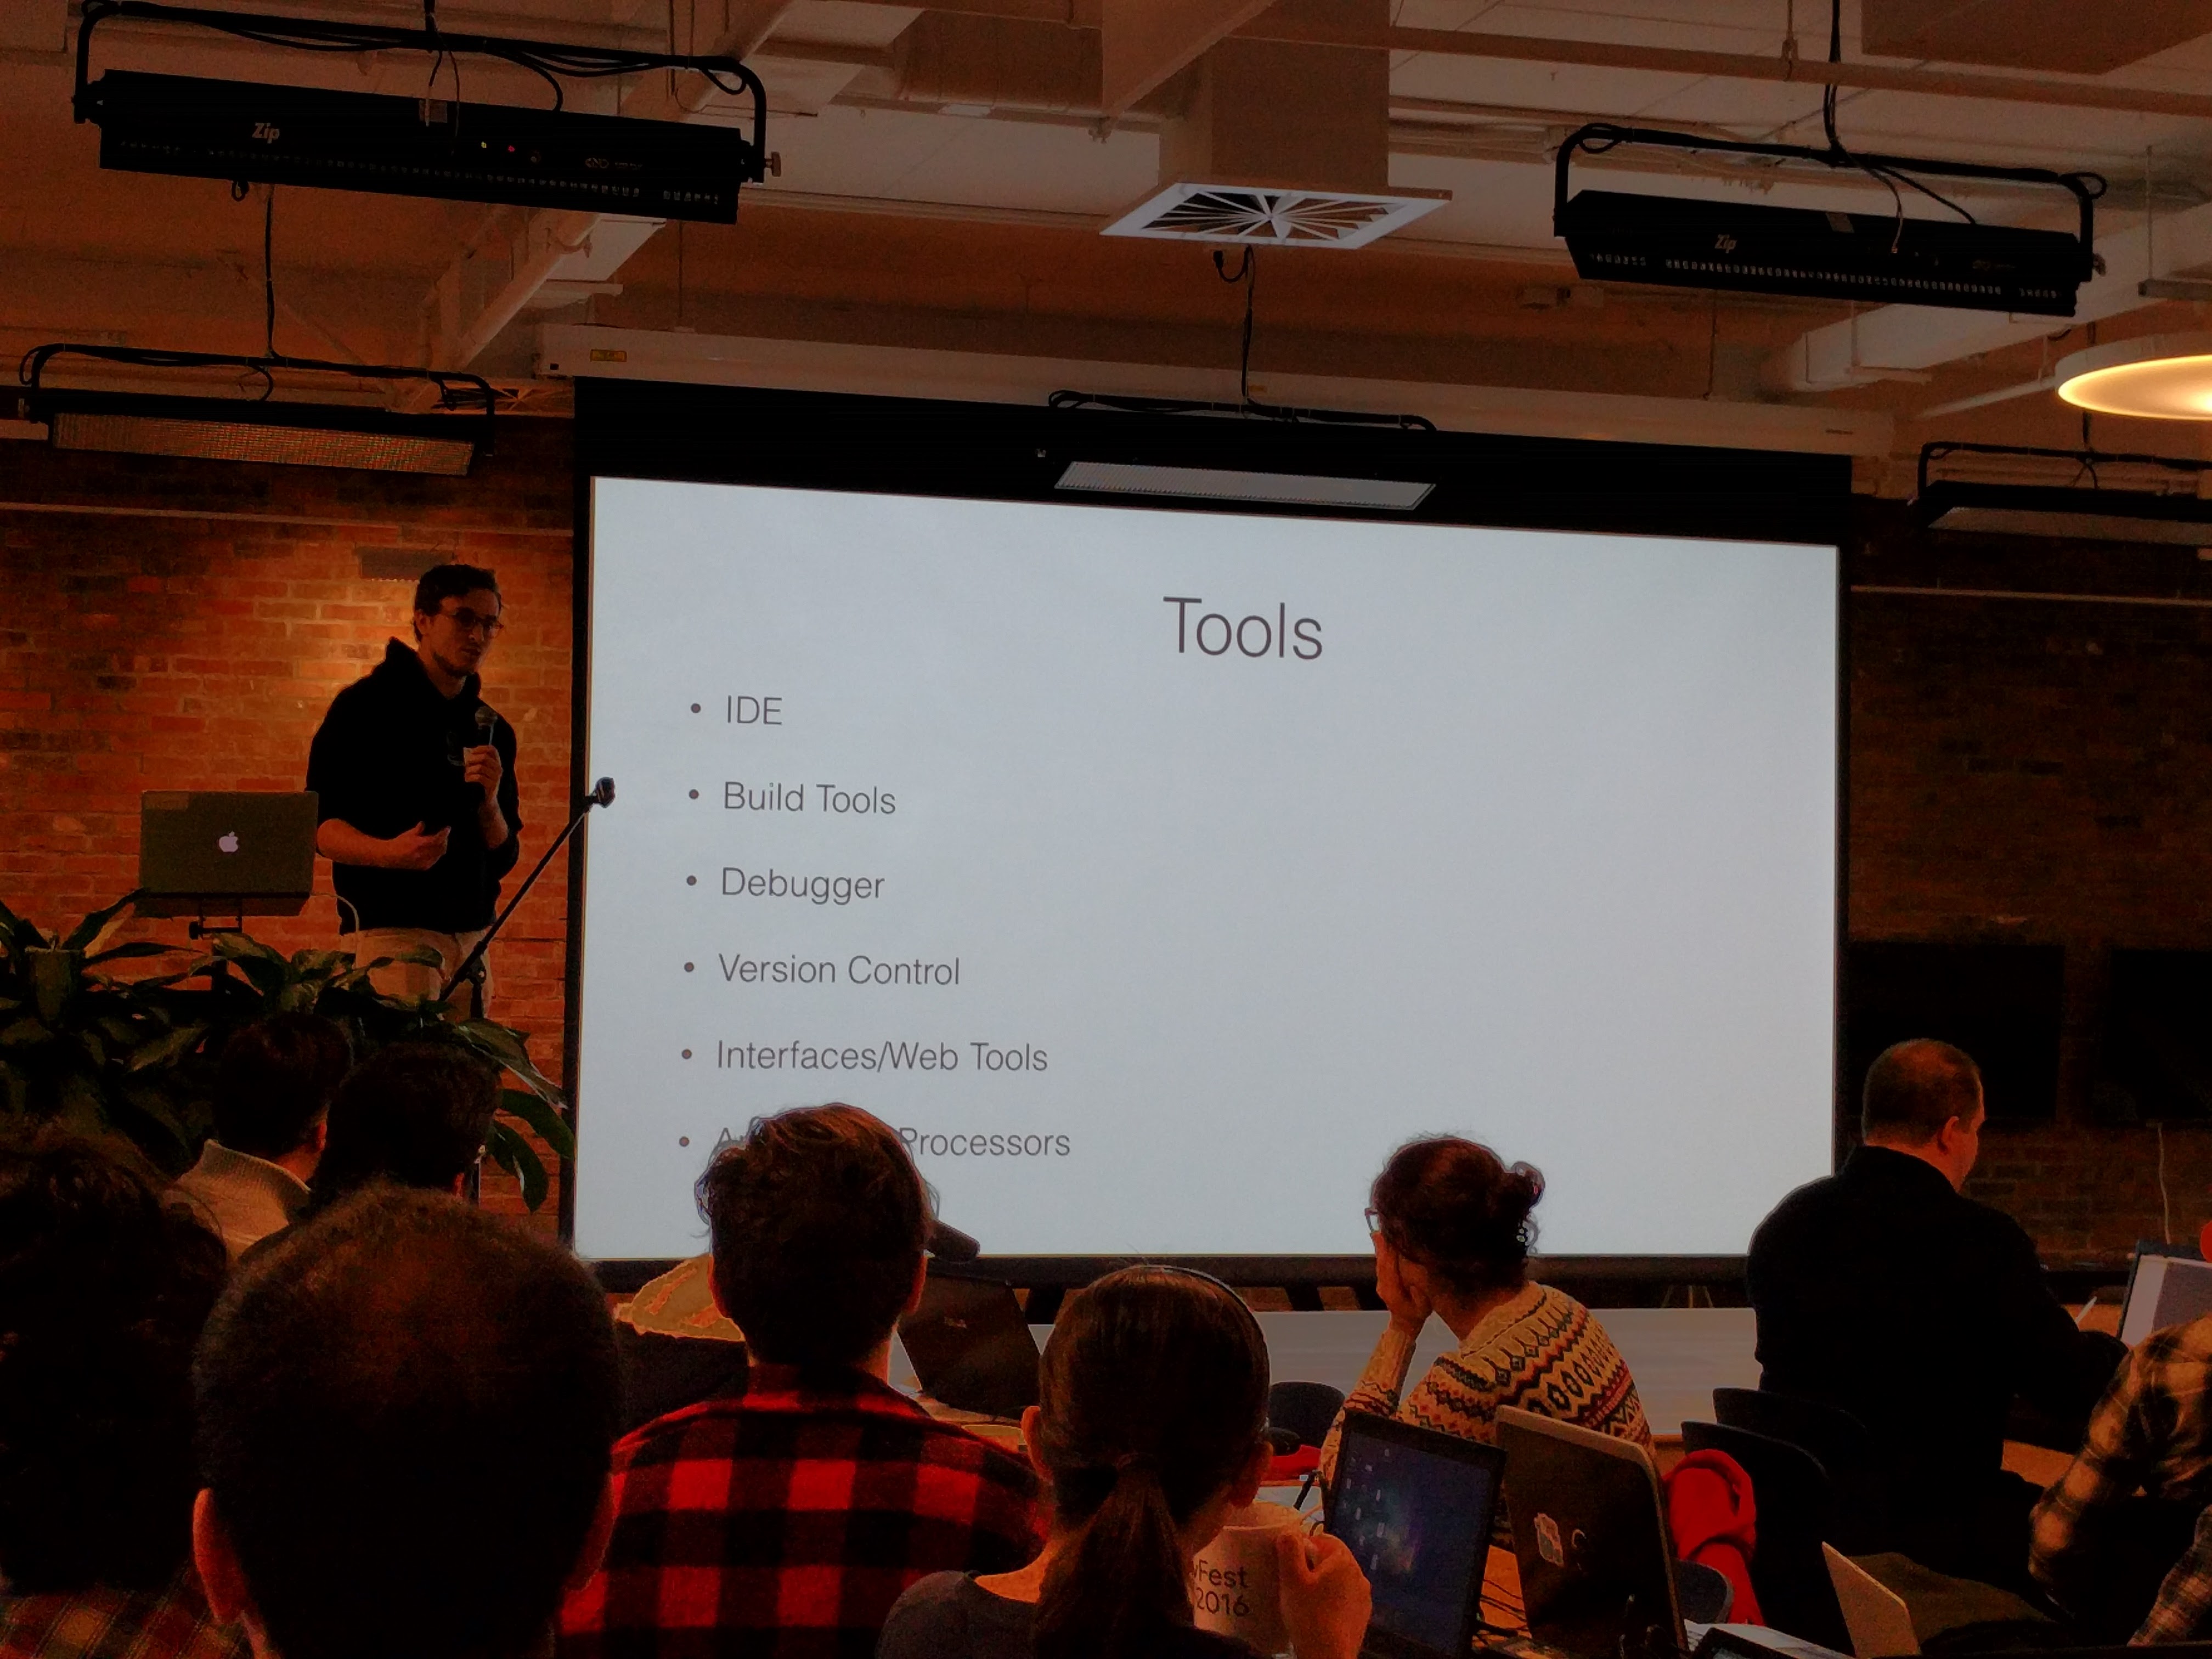 Zip
Zip
Tools
• IDE
• Build Tools
• Debugger
• Version Control
• Interfaces/Web Tools
• Processors
Fest
2016